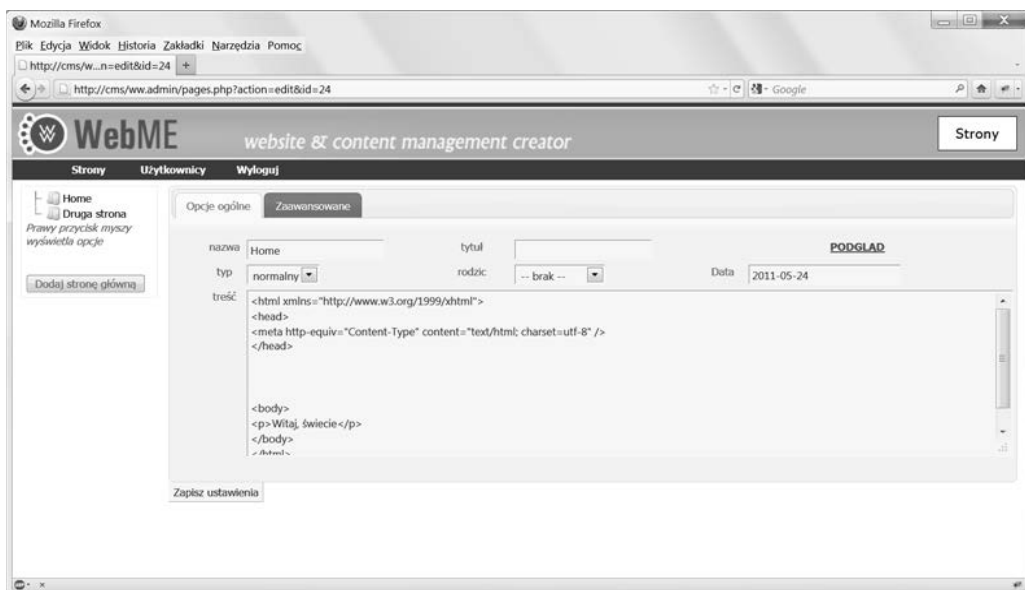 Mozilla Firefox
Plik Edycja Widok Historia Zakładki Narzędzia Pomoc
http://cms/w...n=edit&id=24 +
http://cms/ww.admin/pages.php?action=edit&id=24 Google
WebME website & content management creator Strony
Strony Użytkownicy Wyloguj
Home
Druga strona
Prawy przycisk myszy
wyświetla opcje
Dodaj stronę główną
Opcje ogólne Zaawansowane
nazwa Home tytuł PODGLAD
typ normalny rodzic -- brak -- Data 2011-05-24
treść <html xmlns="http://www.w3.org/1999/xhtml">
<head>
<meta http-equiv="Content-Type" content="text/html; charset=utf-8" />
</head>
<body>
<p>Witaj, świecie</p>
</body>
</html>
Zapisz ustawienia